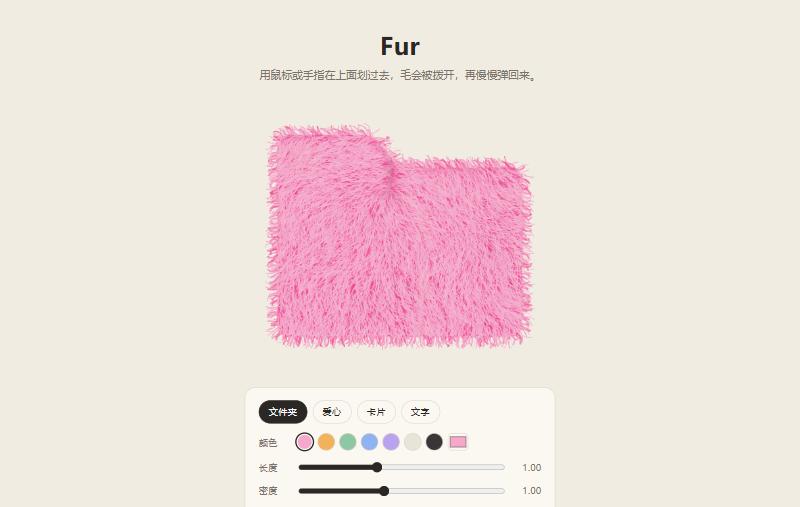 Fur
用鼠标或手指在上面划过去，毛会被拨开，再慢慢弹回来。
文件夹 爱心 卡片 文字
颜色
长度 1.00
密度 1.00